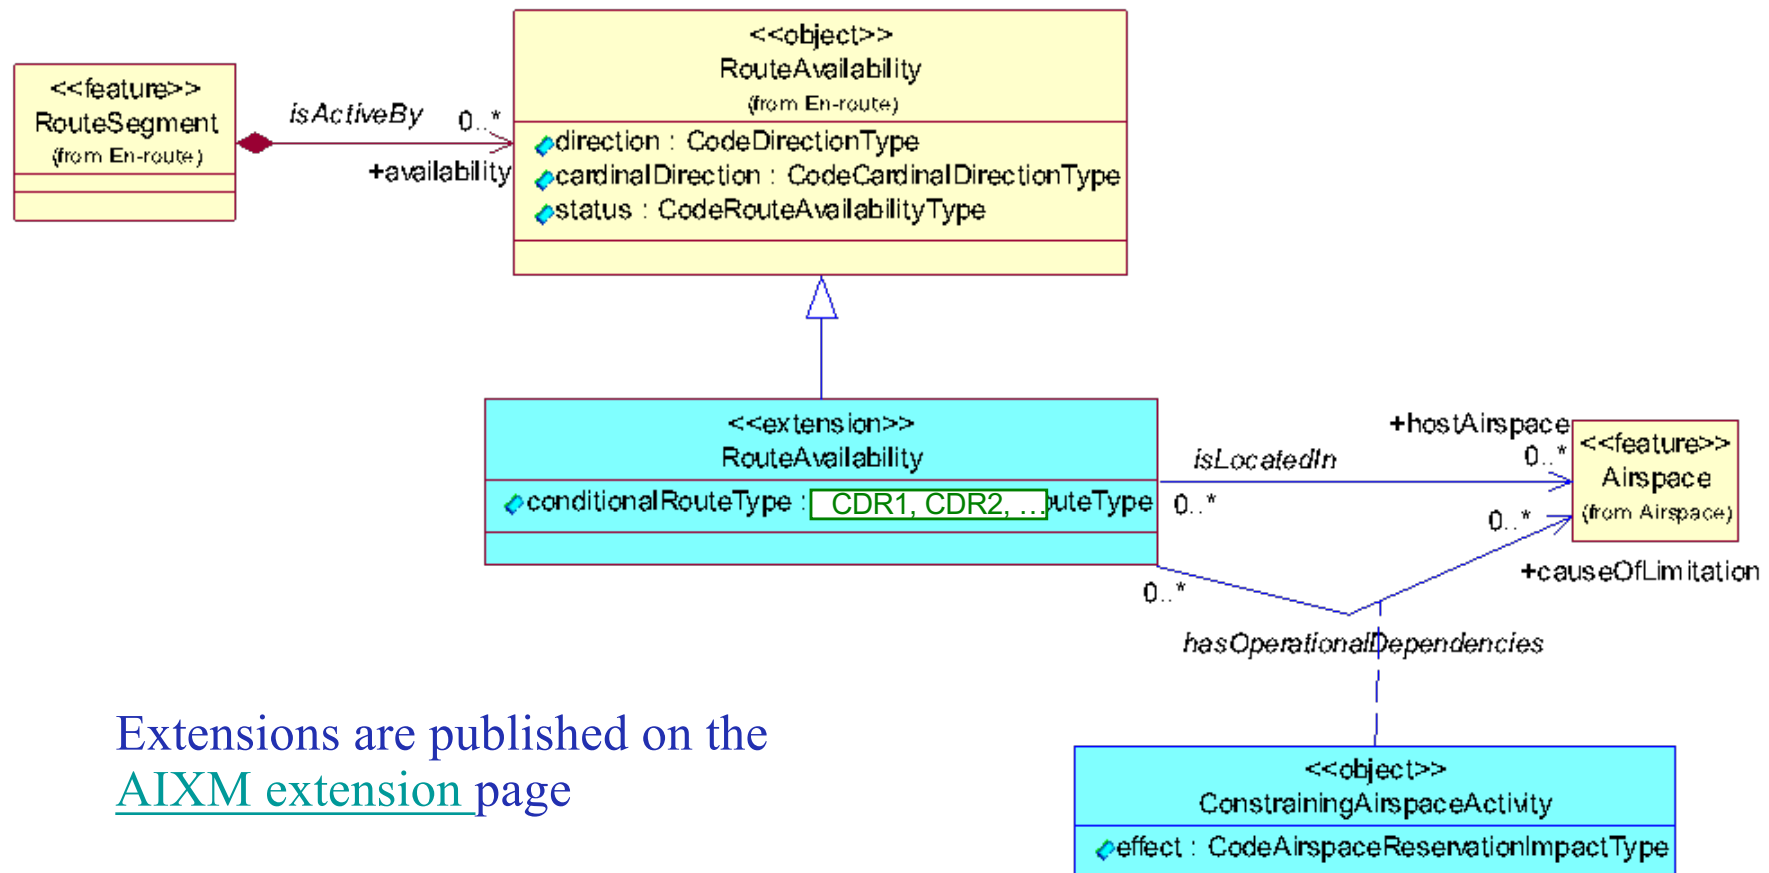 <<feature>>
RouteSegment
(from En-route)
isActiveBy
0..*
+availability
<<object>>
RouteAvailability
(from En-route)
direction : CodeDirectionType
cardinalDirection : CodeCardinalDirectionType
status : CodeRouteAvailabilityType
<<extension>>
RouteAvailability
conditionalRouteType : CDR1, CDR2, ... outeType
+hostAirspace
0..*
isLocatedIn
0..*
<<feature>>
Airspace
(from Airspace)
0..*
+causeOfLimitation
0..*
hasOperationalDependencies
Extensions are published on the
AIXM extension page
<<object>>
ConstrainingAirspaceActivity
effect : CodeAirspaceReservationImpactType